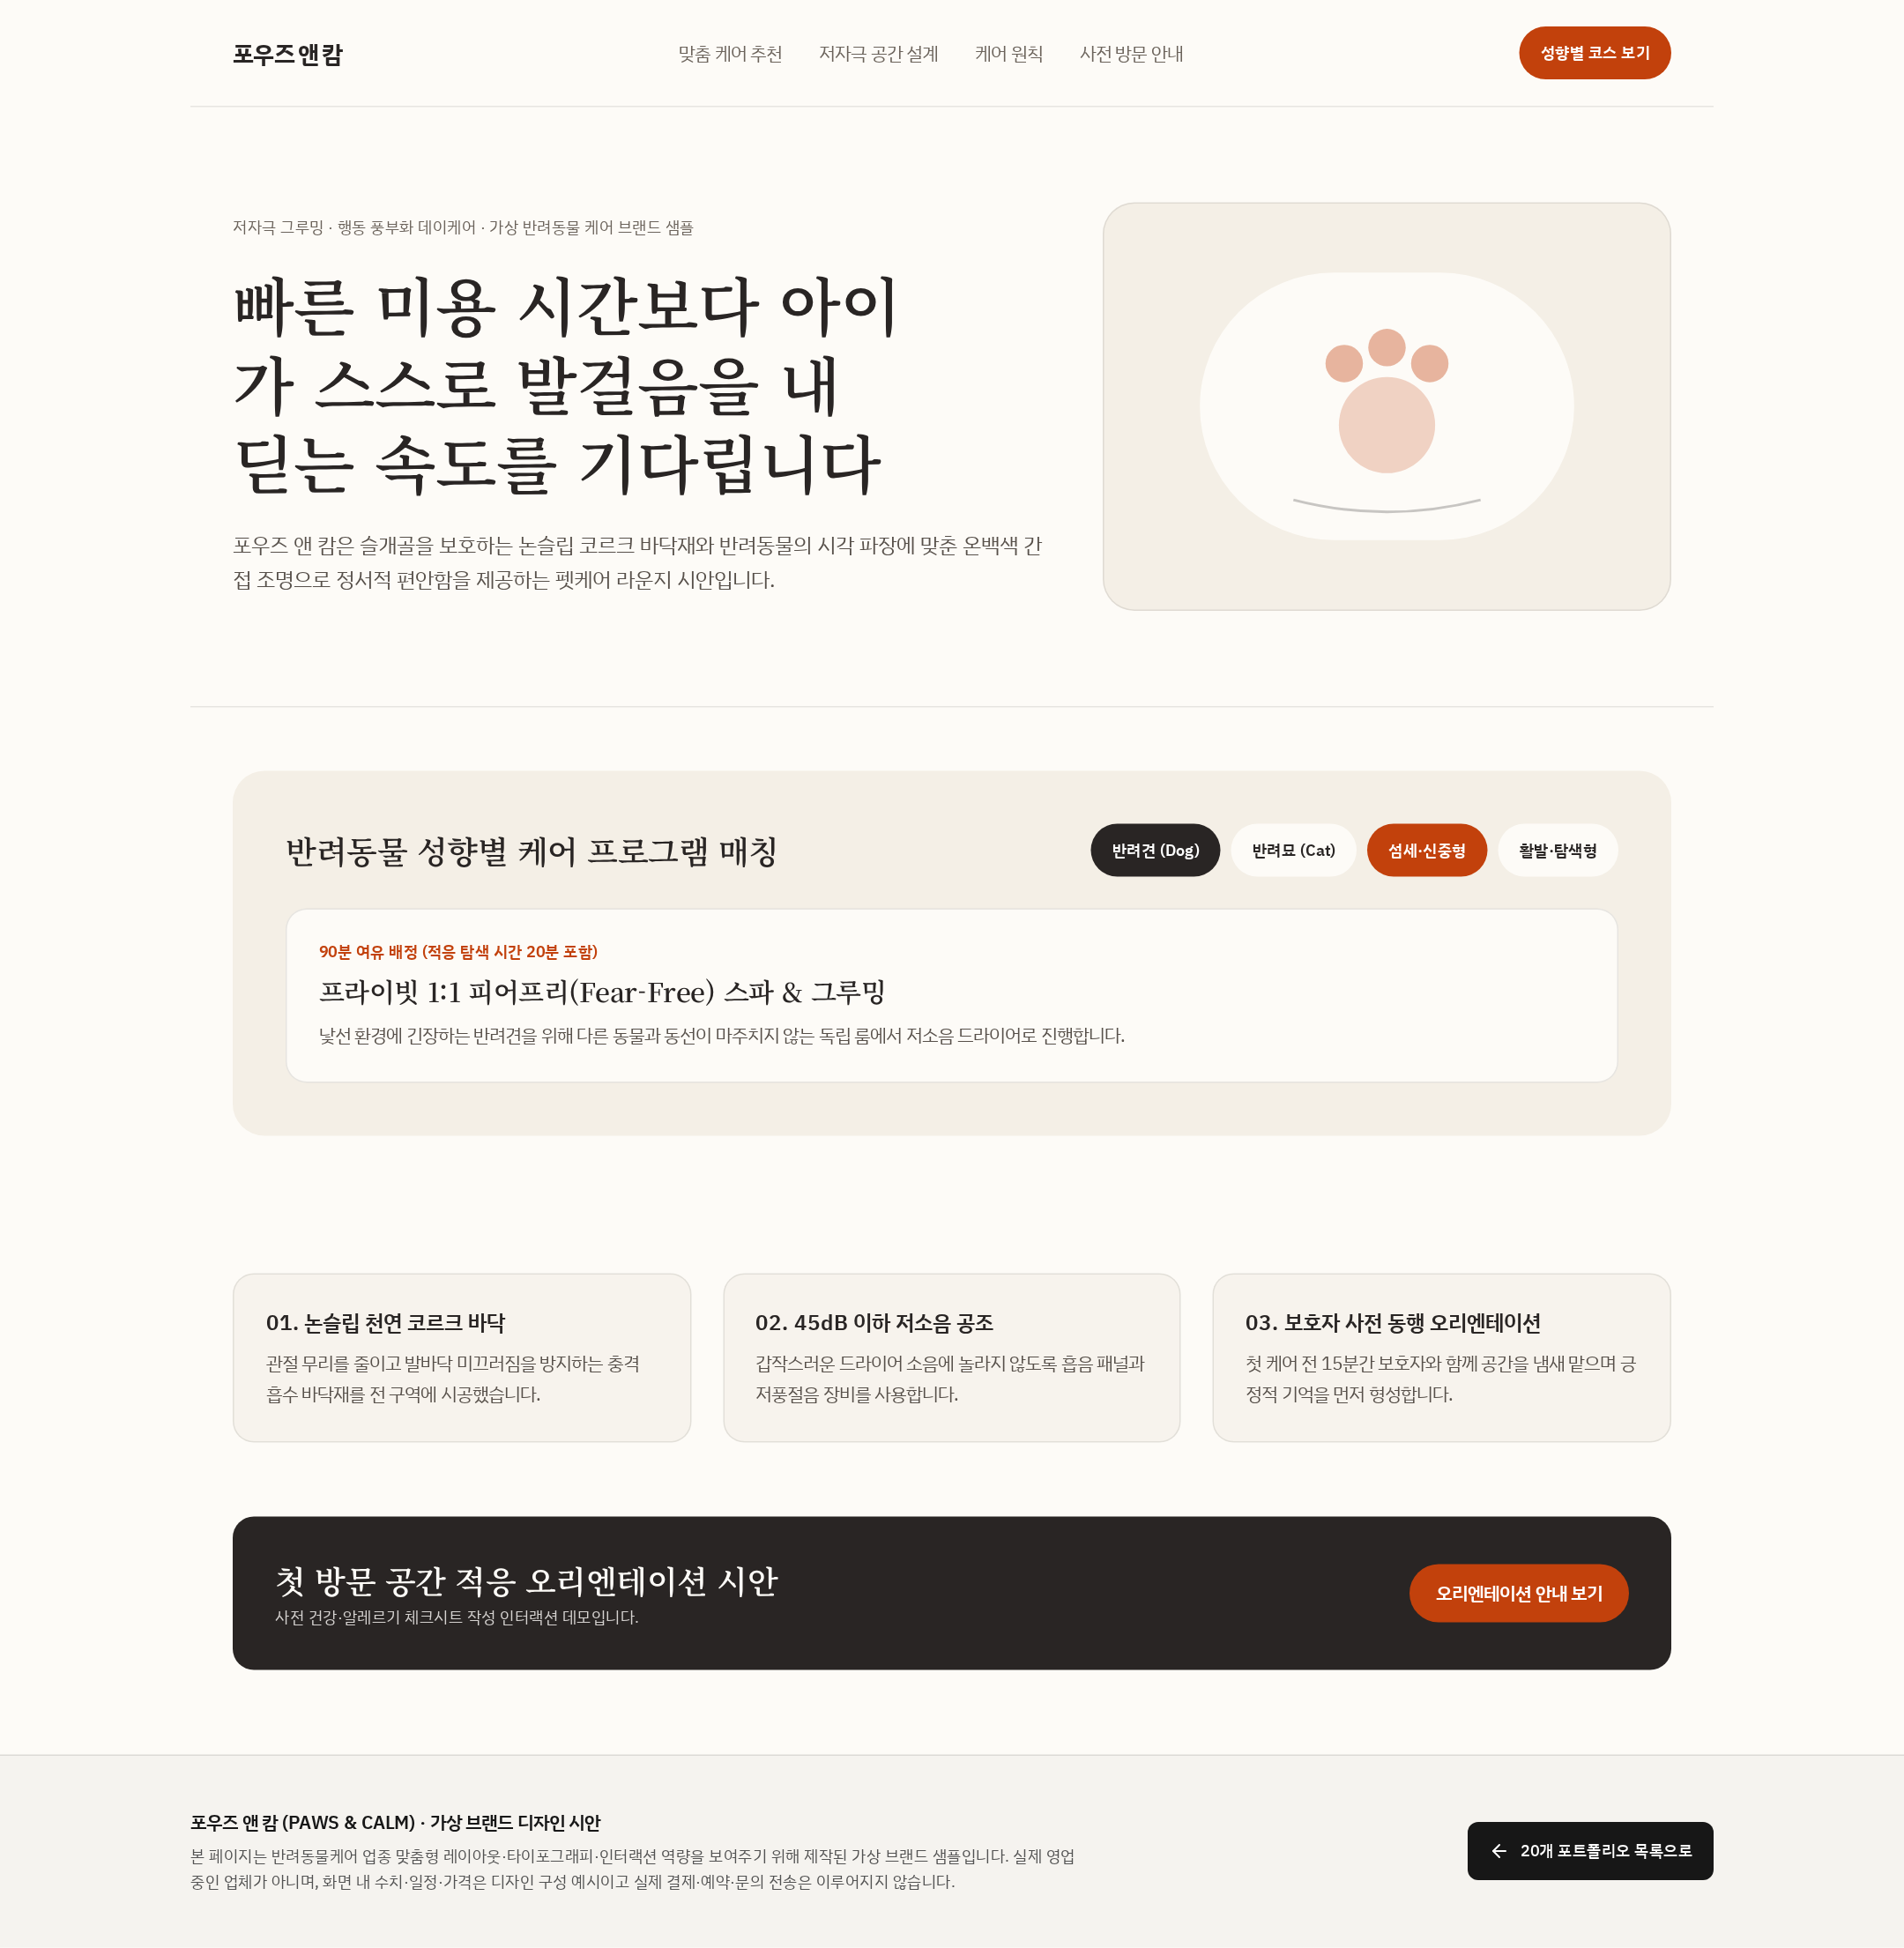 포우즈 앤 캄
맞춤 케어 추천
저자극 공간 설계
케어 원칙
사전 방문 안내
성향별 코스 보기
저자극 그루밍 · 행동 풍부화 데이케어 · 가상 반려동물 케어 브랜드 샘플
빠른 미용 시간보다 아이
가 스스로 발걸음을 내
딛는 속도를 기다립니다
포우즈 앤 캄은 슬개골을 보호하는 논슬립 코르크 바닥재와 반려동물의 시각 파장에 맞춘 온백색 간
접 조명으로 정서적 편안함을 제공하는 펫케어 라운지 시안입니다.
반려동물 성향별 케어 프로그램 매칭
반려견 (Dog)
반려묘 (Cat)
섬세·신중형
활발·탐색형
90분 여유 배정 (적응 탐색 시간 20분 포함)
프라이빗 1:1 피어프리(Fear-Free) 스파 & 그루밍
낯선 환경에 긴장하는 반려견을 위해 다른 동물과 동선이 마주치지 않는 독립 룸에서 저소음 드라이어로 진행합니다.
01. 논슬립 천연 코르크 바닥
관절 무리를 줄이고 발바닥 미끄러짐을 방지하는 충격
흡수 바닥재를 전 구역에 시공했습니다.
02. 45dB 이하 저소음 공조
갑작스러운 드라이어 소음에 놀라지 않도록 흡음 패널과
저풍절음 장비를 사용합니다.
03. 보호자 사전 동행 오리엔테이션
첫 케어 전 15분간 보호자와 함께 공간을 냄새 맡으며 긍
정적 기억을 먼저 형성합니다.
첫 방문 공간 적응 오리엔테이션 시안
사전 건강·알레르기 체크시트 작성 인터랙션 데모입니다.
오리엔테이션 안내 보기
포우즈 앤 캄 (PAWS & CALM) · 가상 브랜드 디자인 시안
본 페이지는 반려동물케어 업종 맞춤형 레이아웃·타이포그래피·인터랙션 역량을 보여주기 위해 제작된 가상 브랜드 샘플입니다. 실제 영업
중인 업체가 아니며, 화면 내 수치·일정·가격은 디자인 구성 예시이고 실제 결제·예약·문의 전송은 이루어지지 않습니다.
← 20개 포트폴리오 목록으로